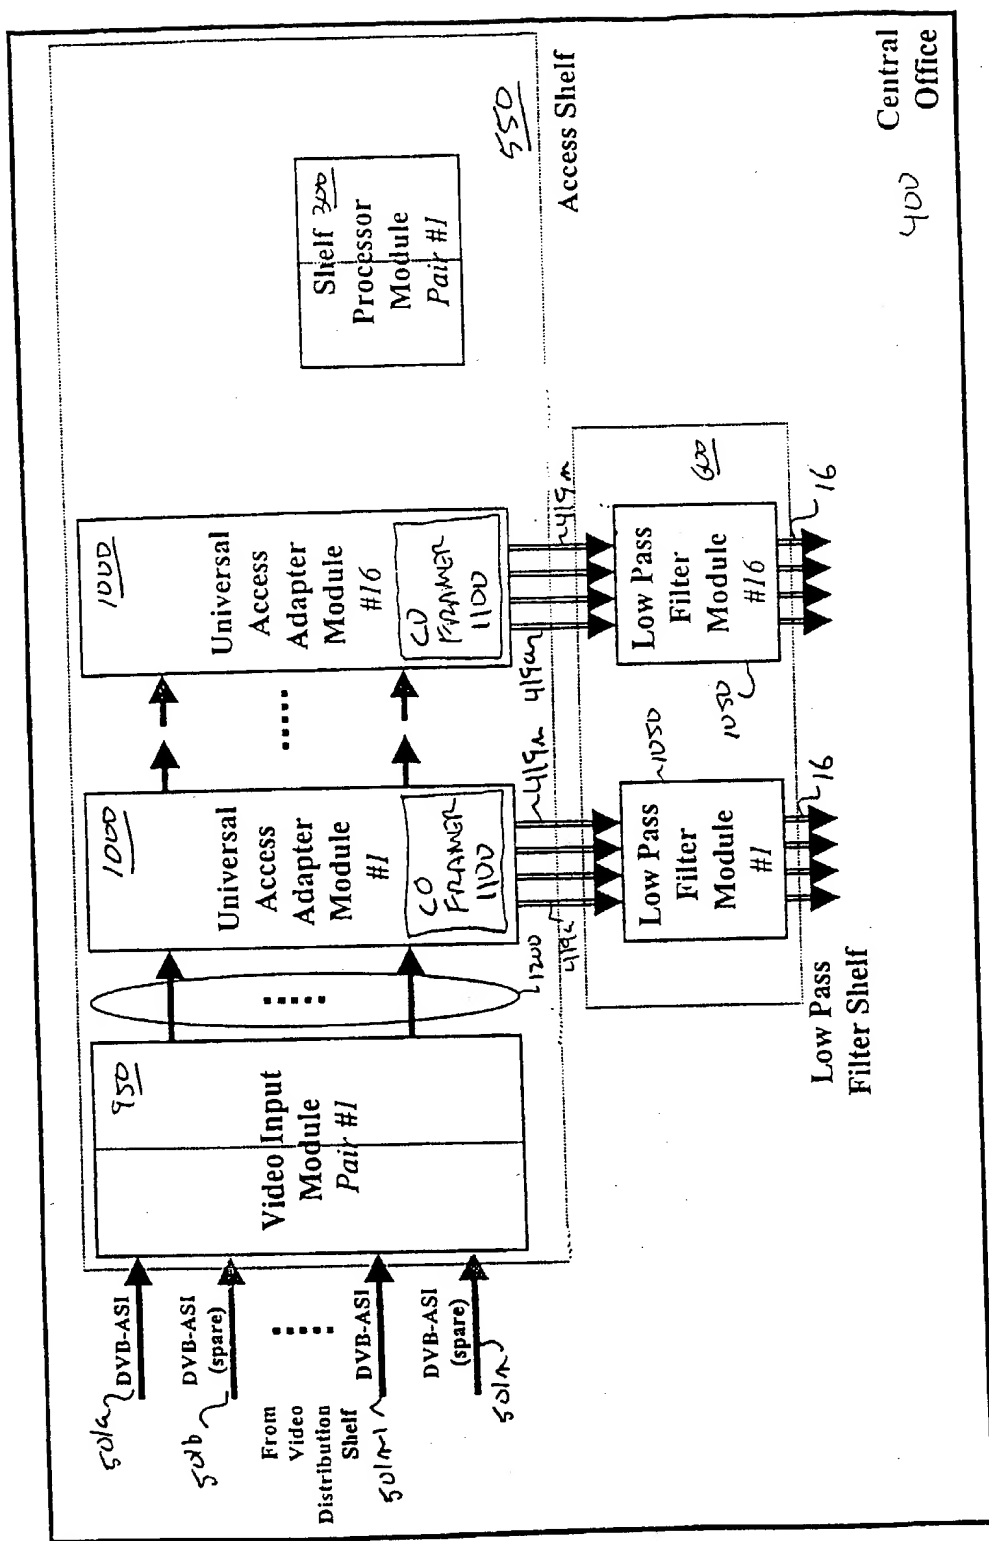 501a
DVB-ASI
501b
DVB-ASI
(spare)
From
Video
Distribution
Shelf
501n-1
DVB-ASI
DVB-ASI
(spare)
501n
950
Video Input
Module
Pair #1
1200
1000
Universal
Access
Adapter
Module
#1
CO
FRAMER
1100
1000
Universal
Access
Adapter
Module
#16
CO
FRAMER
1100
Shelf 300
Processor
Module
Pair #1
550
Access Shelf
419a
419n
419a
419n
Low Pass
Filter
Module
#1
1050
Low Pass
Filter
Module
#16
1050
600
16
16
Low Pass
Filter Shelf
400
Central
Office